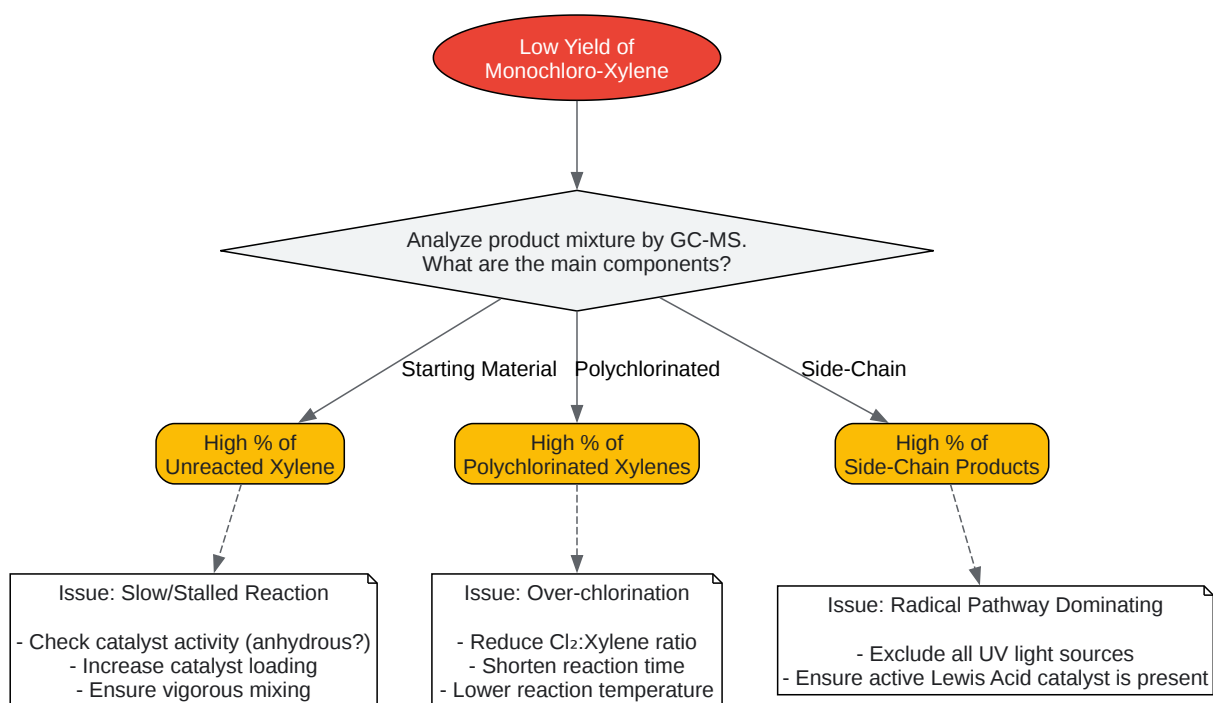 Low Yield of
Monochloro-Xylene
Analyze product mixture by GC-MS.
What are the main components?
Starting Material
Polychlorinated
Side-Chain
High % of
Unreacted Xylene
High % of
Polychlorinated Xylenes
High % of
Side-Chain Products
Issue: Slow/Stalled Reaction
- Check catalyst activity (anhydrous?)
- Increase catalyst loading
- Ensure vigorous mixing
Issue: Over-chlorination
- Reduce Cl₂:Xylene ratio
- Shorten reaction time
- Lower reaction temperature
Issue: Radical Pathway Dominating
- Exclude all UV light sources
- Ensure active Lewis Acid catalyst is present